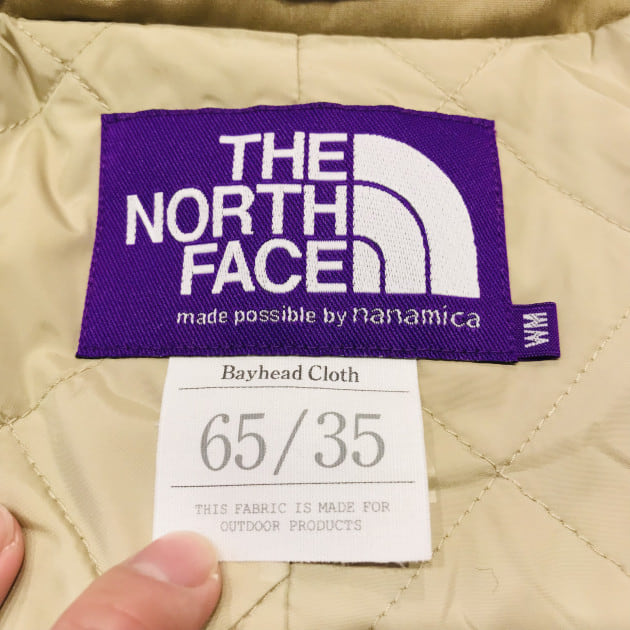 THE
NORTH
FACE
made possible by nanamica
WM
Bayhead Cloth
65/35
THIS FABRIC IS MADE FOR
OUTDOOR PRODUCTS